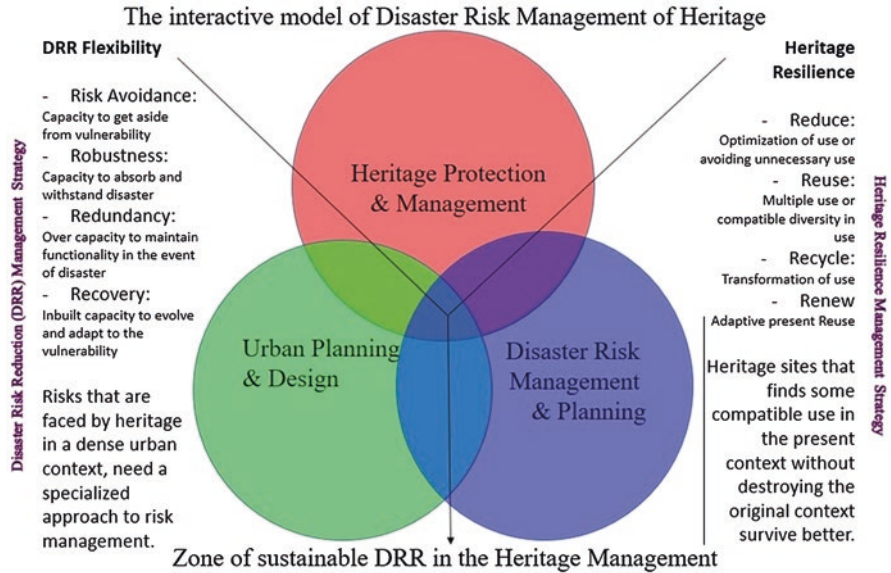 The interactive model of Disaster Risk Management of Heritage
DRR Flexibility
- Risk Avoidance:
Capacity to get aside
from vulnerability
- Robustness:
Capacity to absorb and
withstand disaster
- Redundancy:
Over capacity to maintain
functionality in the event
of disaster
- Recovery:
Inbuilt capacity to evolve
and adapt to the
vulnerability
Risks that are
faced by heritage
in a dense urban
context, need a
specialized
approach to risk
management.
Disaster Risk Reduction (DRR) Management Strategy
Heritage Protection
& Management
Urban Planning
& Design
Disaster Risk
Management
& Planning
Heritage
Resilience
- Reduce:
Optimization of use or
avoiding unnecessary use
- Reuse:
Multiple use or
compatible diversity in
use
- Recycle:
Transformation of use
- Renew
Adaptive present Reuse
Heritage sites that
finds some
compatible use in
the present
context without
destroying the
original context
survive better.
Heritage Resilience Management Strategy
Zone of sustainable DRR in the Heritage Management